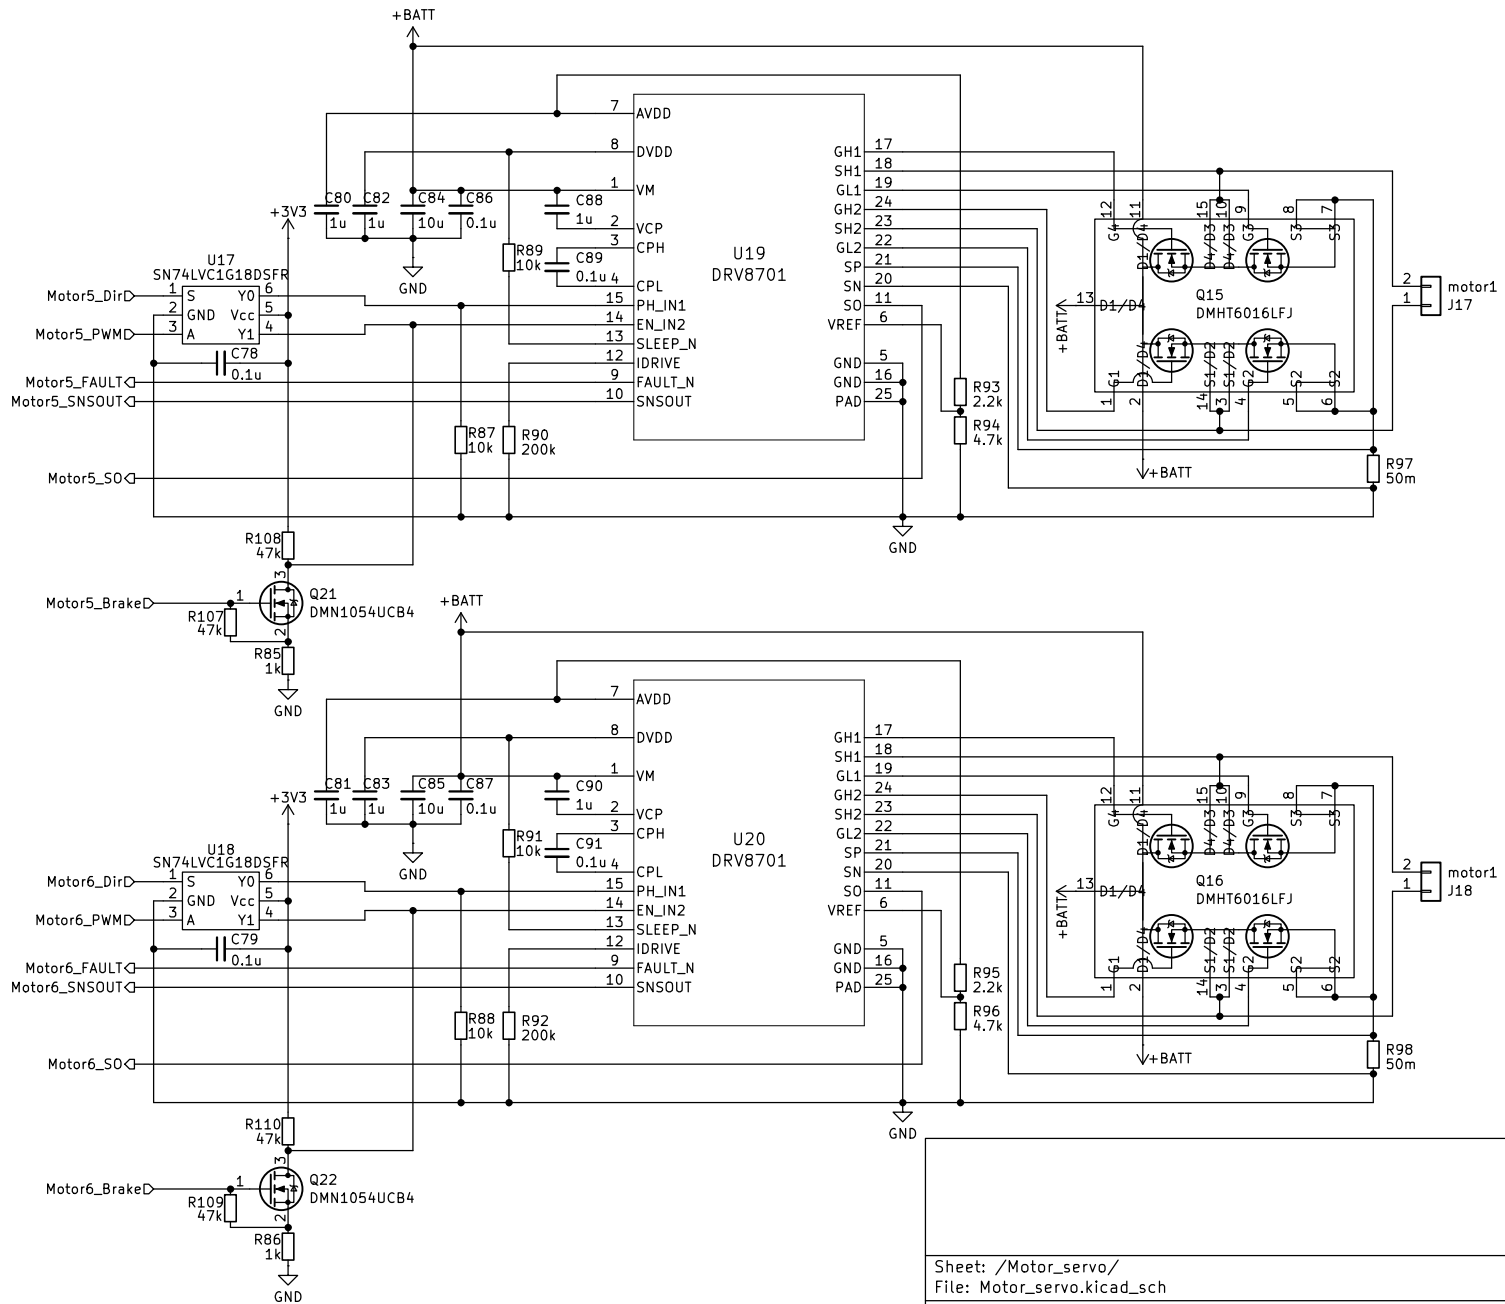 +BATT
7 AVDD
8 DVDD
1 VM
2 VCP
3 CPH
4 CPL
15 PH_IN1
14 EN_IN2
13 SLEEP_N
12 IDRIVE
9 FAULT_N
10 SNSOUT
U19
DRV8701
GH1 17
SH1 18
GL1 19
GH2 24
SH2 23
GL2 22
SP 21
SN 20
SO 11
VREF 6
GND 5
GND 16
PAD 25
C80
1u
C82
1u
C84
10u
C86
0.1u
C88
1u
C89
0.1u
GND
R89
10k
+3V3
U17
SN74LVC1G18DSFR
1 S Y0 6
2 GND Vcc 5
3 A Y1 4
Motor5_Dir
Motor5_PWM
C78
0.1u
Motor5_FAULT
Motor5_SNSOUT
Motor5_SO
R87
10k
R90
200k
R93
2.2k
R94
4.7k
GND
12 G4
11 D1/D4
15 D4/D3
10 D4/D3
9 G3
8 S3
7 S3
+BATT
13 D1/D4
Q15
DMHT6016LFJ
1 G1
2 D1/D4
14 S1/D2
3 S1/D2
4 G2
5 S2
6 S2
+BATT
2 motor1
1 J17
R97
50m
R108
47k
3
Motor5_Brake
1
Q21
DMN1054UCB4
R107
47k
2
R85
1k
GND
+BATT
7 AVDD
8 DVDD
1 VM
2 VCP
3 CPH
4 CPL
15 PH_IN1
14 EN_IN2
13 SLEEP_N
12 IDRIVE
9 FAULT_N
10 SNSOUT
U20
DRV8701
GH1 17
SH1 18
GL1 19
GH2 24
SH2 23
GL2 22
SP 21
SN 20
SO 11
VREF 6
GND 5
GND 16
PAD 25
C81
1u
C83
1u
C85
10u
C87
0.1u
C90
1u
C91
0.1u
GND
R91
10k
+3V3
U18
SN74LVC1G18DSFR
1 S Y0 6
2 GND Vcc 5
3 A Y1 4
Motor6_Dir
Motor6_PWM
C79
0.1u
Motor6_FAULT
Motor6_SNSOUT
Motor6_SO
R88
10k
R92
200k
R95
2.2k
R96
4.7k
GND
12 G4
11 D1/D4
15 D4/D3
10 D4/D3
9 G3
8 S3
7 S3
+BATT
13 D1/D4
Q16
DMHT6016LFJ
1 G1
2 D1/D4
14 S1/D2
3 S1/D2
4 G2
5 S2
6 S2
+BATT
2 motor1
1 J18
R98
50m
R110
47k
3
Motor6_Brake
1
Q22
DMN1054UCB4
R109
47k
2
R86
1k
GND
Sheet: /Motor_servo/
File: Motor_servo.kicad_sch